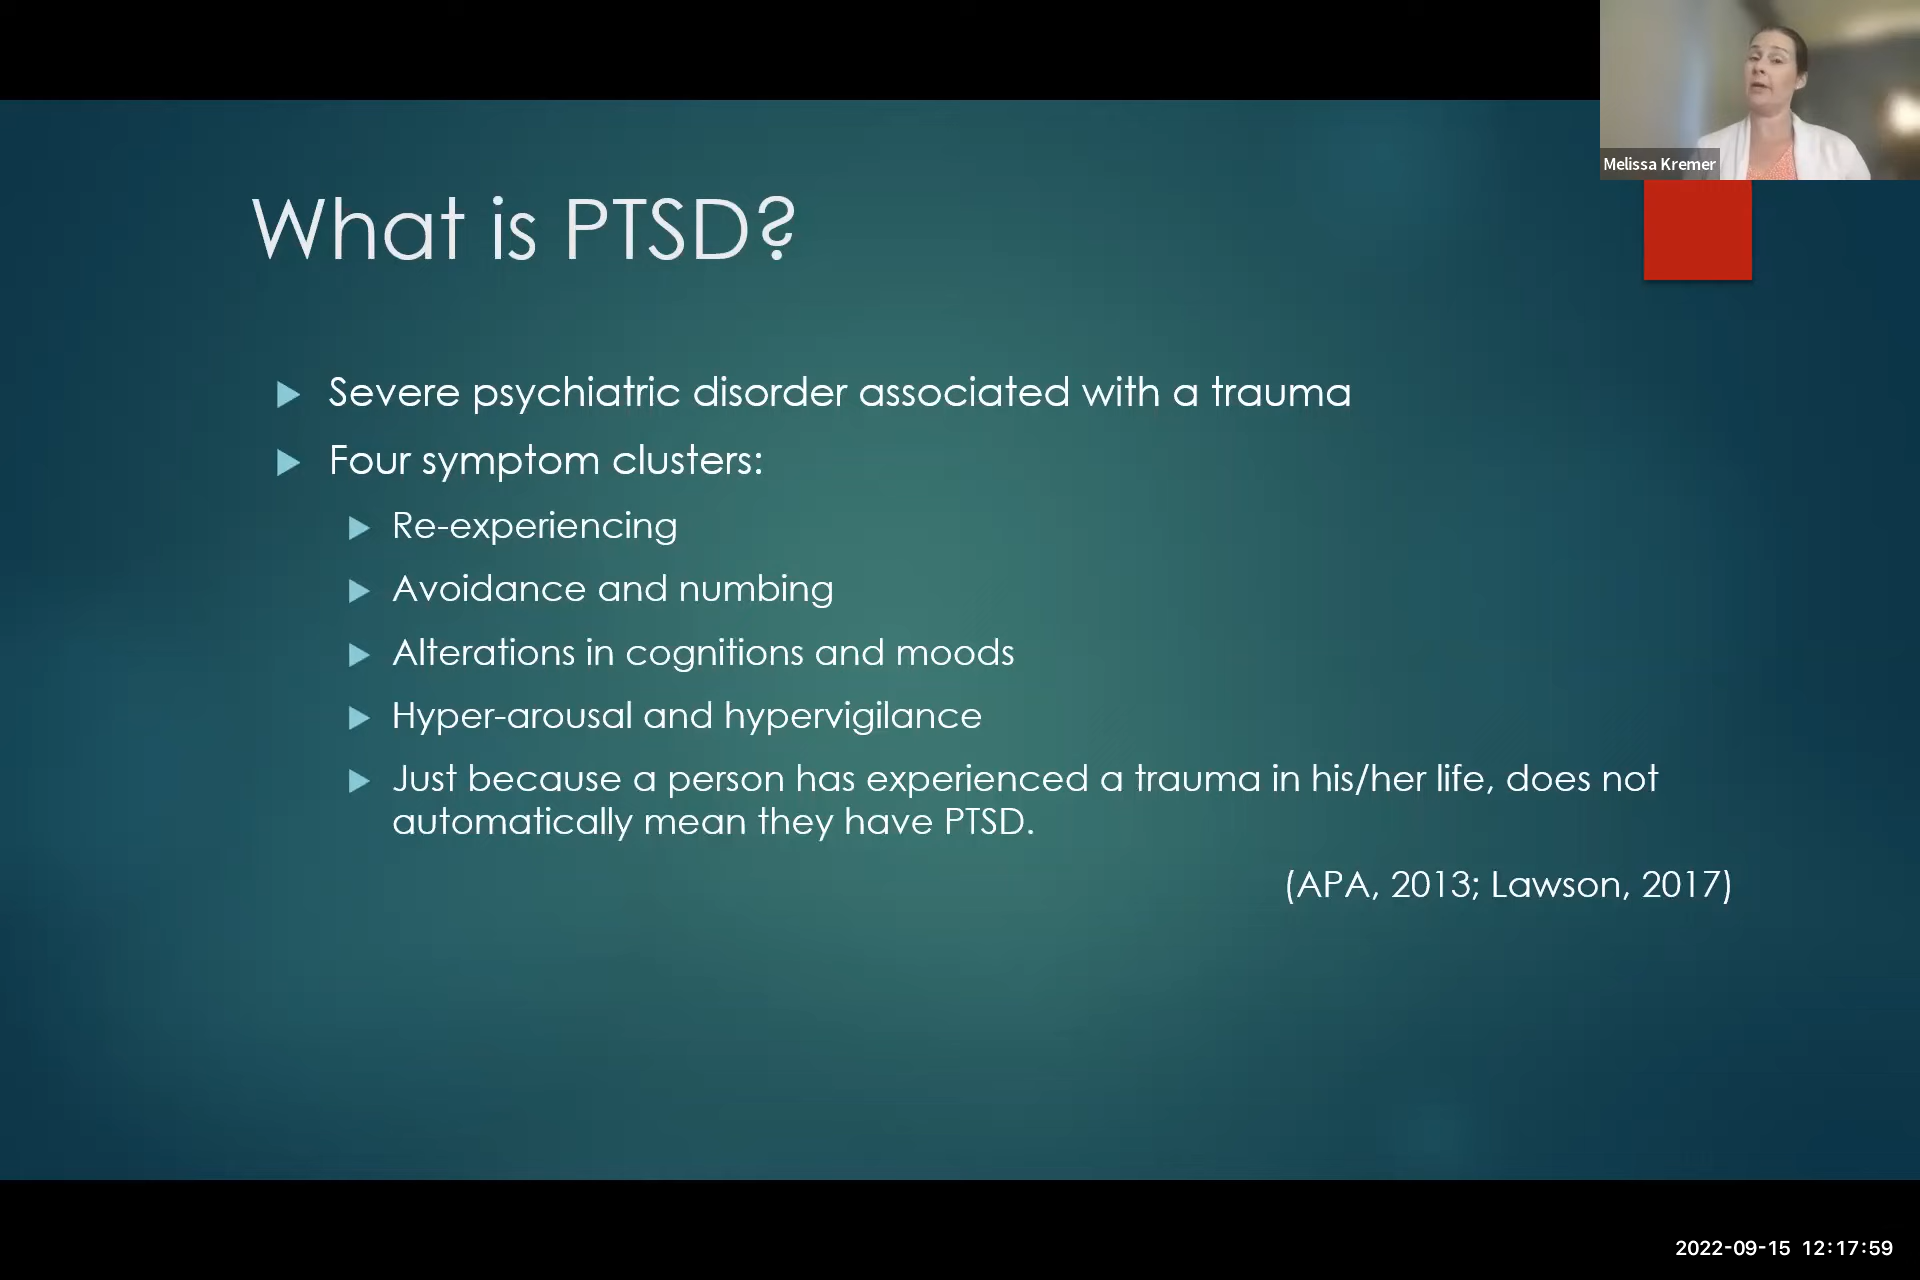 Melissa Kremer
What is PTSD?
Severe psychiatric disorder associated with a trauma
Four symptom clusters:
Re-experiencing
Avoidance and numbing
Alterations in cognitions and moods
Hyper-arousal and hypervigilance
Just because a person has experienced a trauma in his/her life, does not
automatically mean they have PTSD.
(APA, 2013; Lawson, 2017)
2022-09-15 12:17:59